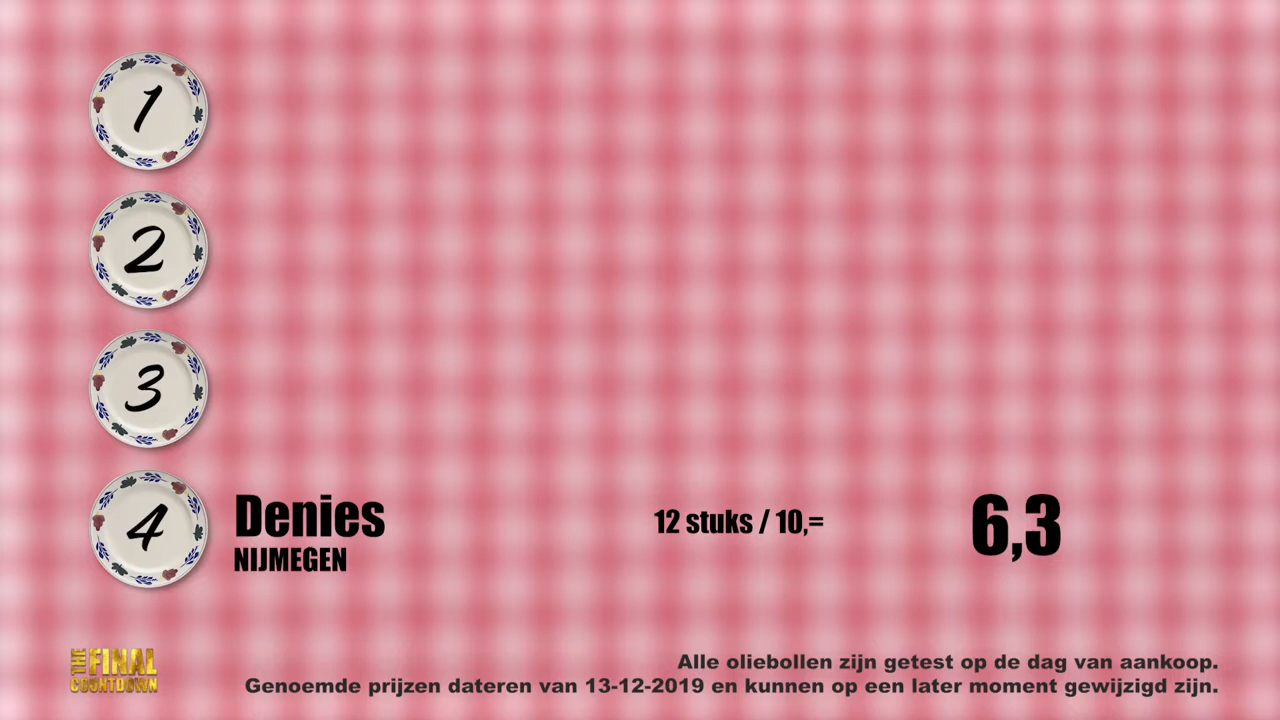 1
2
3
4
Denies
NIJMEGEN
12 stuks / 10,=
6,3
THE FINAL
COUNTDOWN
Alle oliebollen zijn getest op de dag van aankoop.
Genoemde prijzen dateren van 13-12-2019 en kunnen op een later moment gewijzigd zijn.